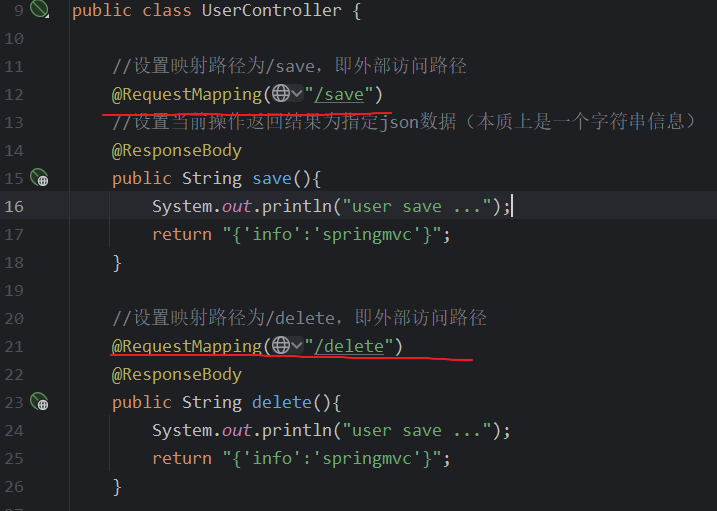 9 public class UserController {
10
11 //设置映射路径为/save，即外部访问路径
12 @RequestMapping("/save")
13 //设置当前操作返回结果为指定json数据（本质上是一个字符串信息）
14 @ResponseBody
15 public String save(){
16 System.out.println("user save ...");
17 return "{'info':'springmvc'}";
18 }
19
20 //设置映射路径为/delete，即外部访问路径
21 @RequestMapping("/delete")
22 @ResponseBody
23 public String delete(){
24 System.out.println("user save ...");
25 return "{'info':'springmvc'}";
26 }